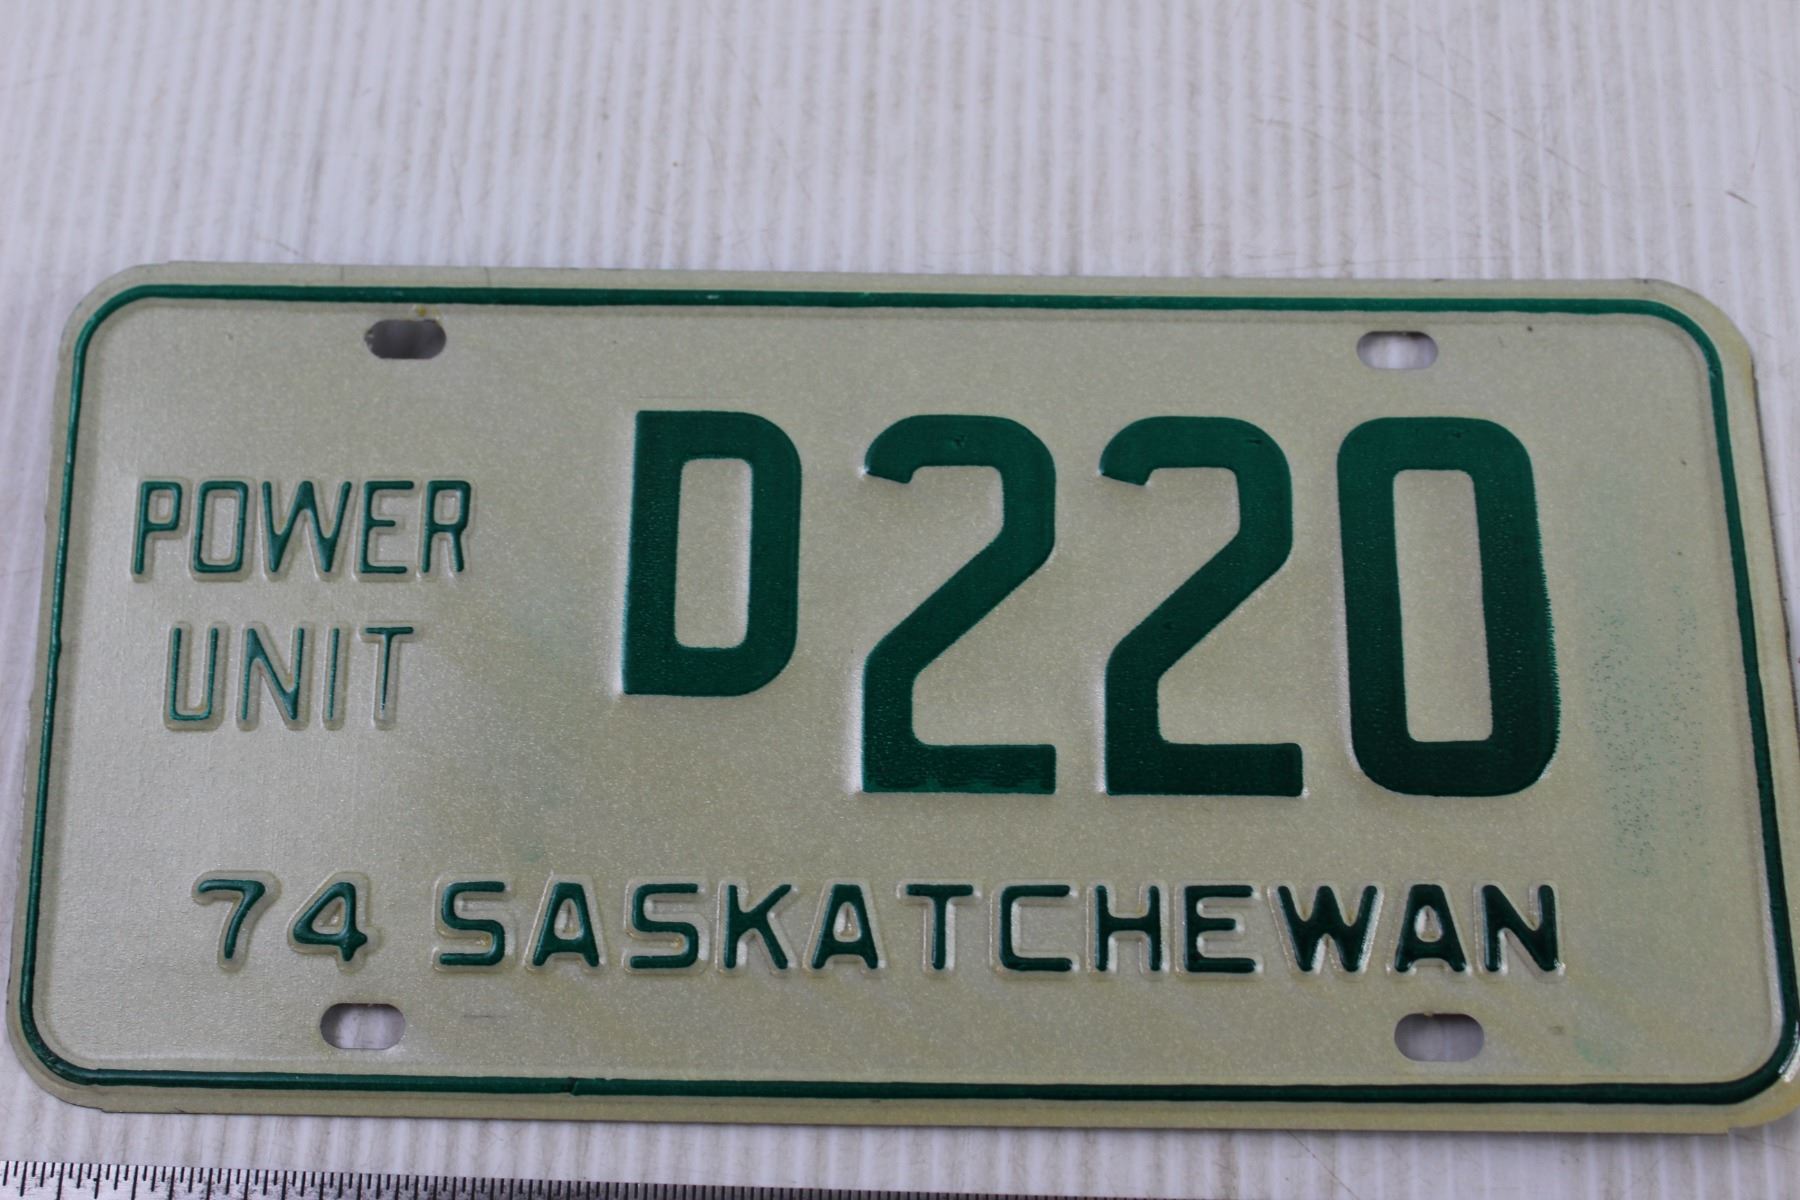 POWER
UNIT
D220
74 SASKATCHEWAN